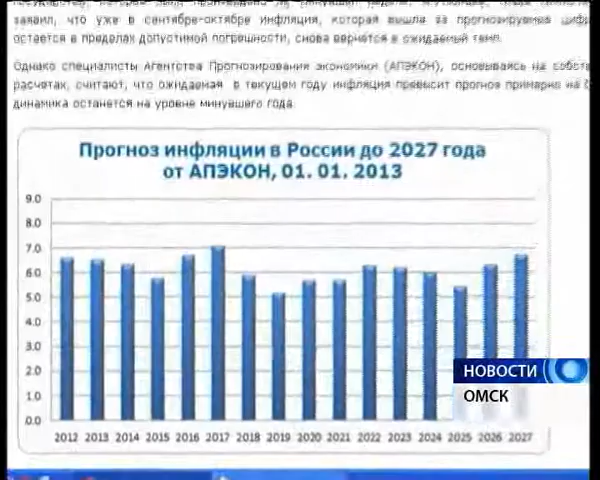 заявил, что уже в сентябре-октябре инфляция, которая вышла за прогнозируемые
остается в пределах допустимой погрешности, снова вернется в ожидаемый темп.
Однако специалисты Агентства Прогнозирования экономики (АПЭКОН), основываясь на
расчетах, считают, что ожидаемая в текущем году инфляция превысит прогноз примерно на
динамика останется на уровне минувшего года.
Прогноз инфляции в России до 2027 года
от АПЭКОН, 01. 01. 2013
9.0
8.0
7.0
6.0
5.0
4.0
3.0
2.0
1.0
0.0
2012 2013 2014 2015 2016 2017 2018 2019 2020 2021 2022 2023 2024 2025 2026 2027
НОВОСТИ
ОМСК